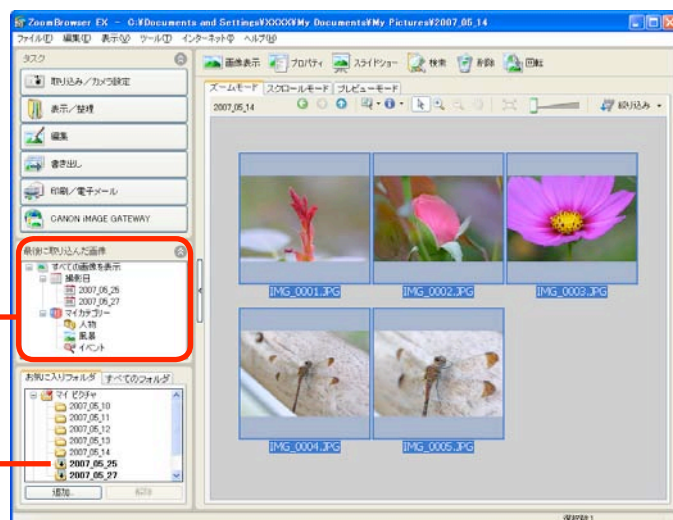 ZoomBrowser EX - C:¥Documents and Settings¥XXXX¥My Documents¥My Pictures¥2007_05_14
ファイル(F) 編集(E) 表示(V) ツール(T) インターネット(I) ヘルプ(H)
タスク
取り込み/カメラ設定
表示/整理
編集
書き出し
印刷/電子メール
CANON iMAGE GATEWAY
最後に取り込んだ画像
すべての画像を表示
撮影日
2007_05_25
2007_05_27
マイカテゴリー
人物
風景
イベント
お気に入りフォルダ すべてのフォルダ
マイ ピクチャ
2007_05_10
2007_05_11
2007_05_12
2007_05_13
2007_05_14
2007_05_25
2007_05_27
追加... 解除
画像表示 プロパティ スライドショー 検索 削除 回転
ズームモード スクロールモード プレビューモード
2007_05_14
絞り込み
IMG_0001.JPG IMG_0002.JPG IMG_0003.JPG
IMG_0004.JPG IMG_0005.JPG